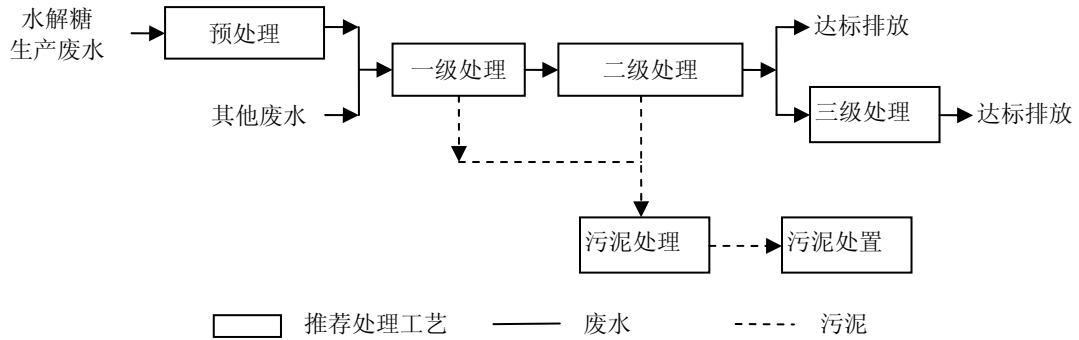 水解糖
生产废水
预处理
其他废水
一级处理
二级处理
达标排放
三级处理
达标排放
污泥处理
污泥处置
推荐处理工艺
废水
污泥